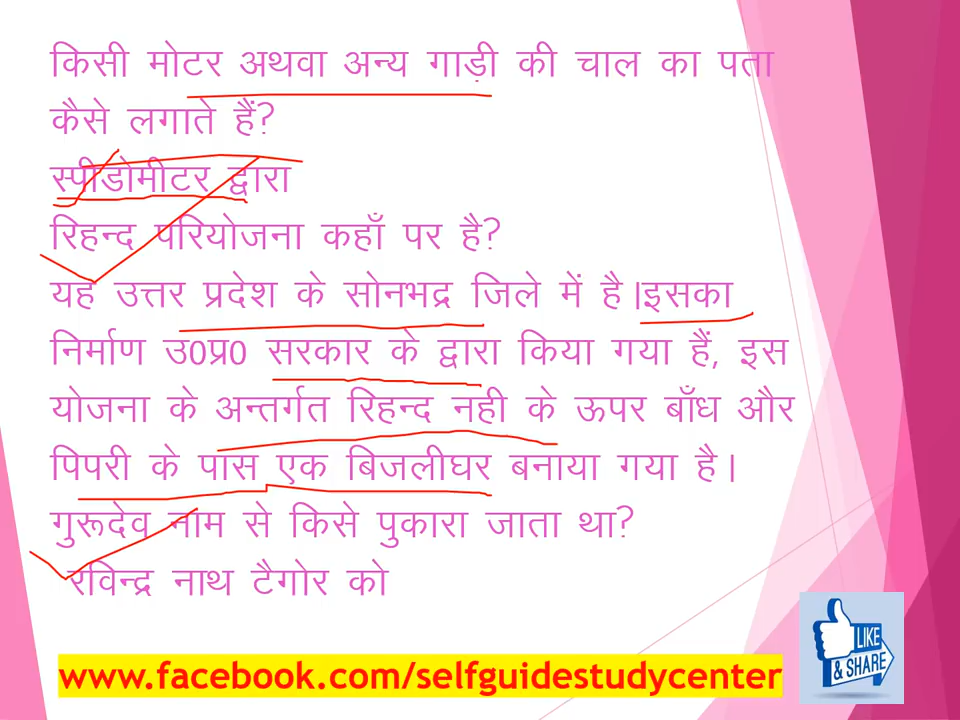 किसी मोटर अथवा अन्य गाड़ी की चाल का पता
कैसे लगाते हैं?
स्पीडोमीटर द्वारा
रिहन्द परियोजना कहाँ पर है?
यह उत्तर प्रदेश के सोनभद्र जिले में है।इसका
निर्माण उ0प्र0 सरकार के द्वारा किया गया हैं, इस
योजना के अन्तर्गत रिहन्द नही के ऊपर बाँध और
पिपरी के पास एक बिजलीघर बनाया गया है।
गुरूदेव नाम से किसे पुकारा जाता था?
रविन्द्र नाथ टैगोर को
LIKE
& SHARE
www.facebook.com/selfguidestudycenter